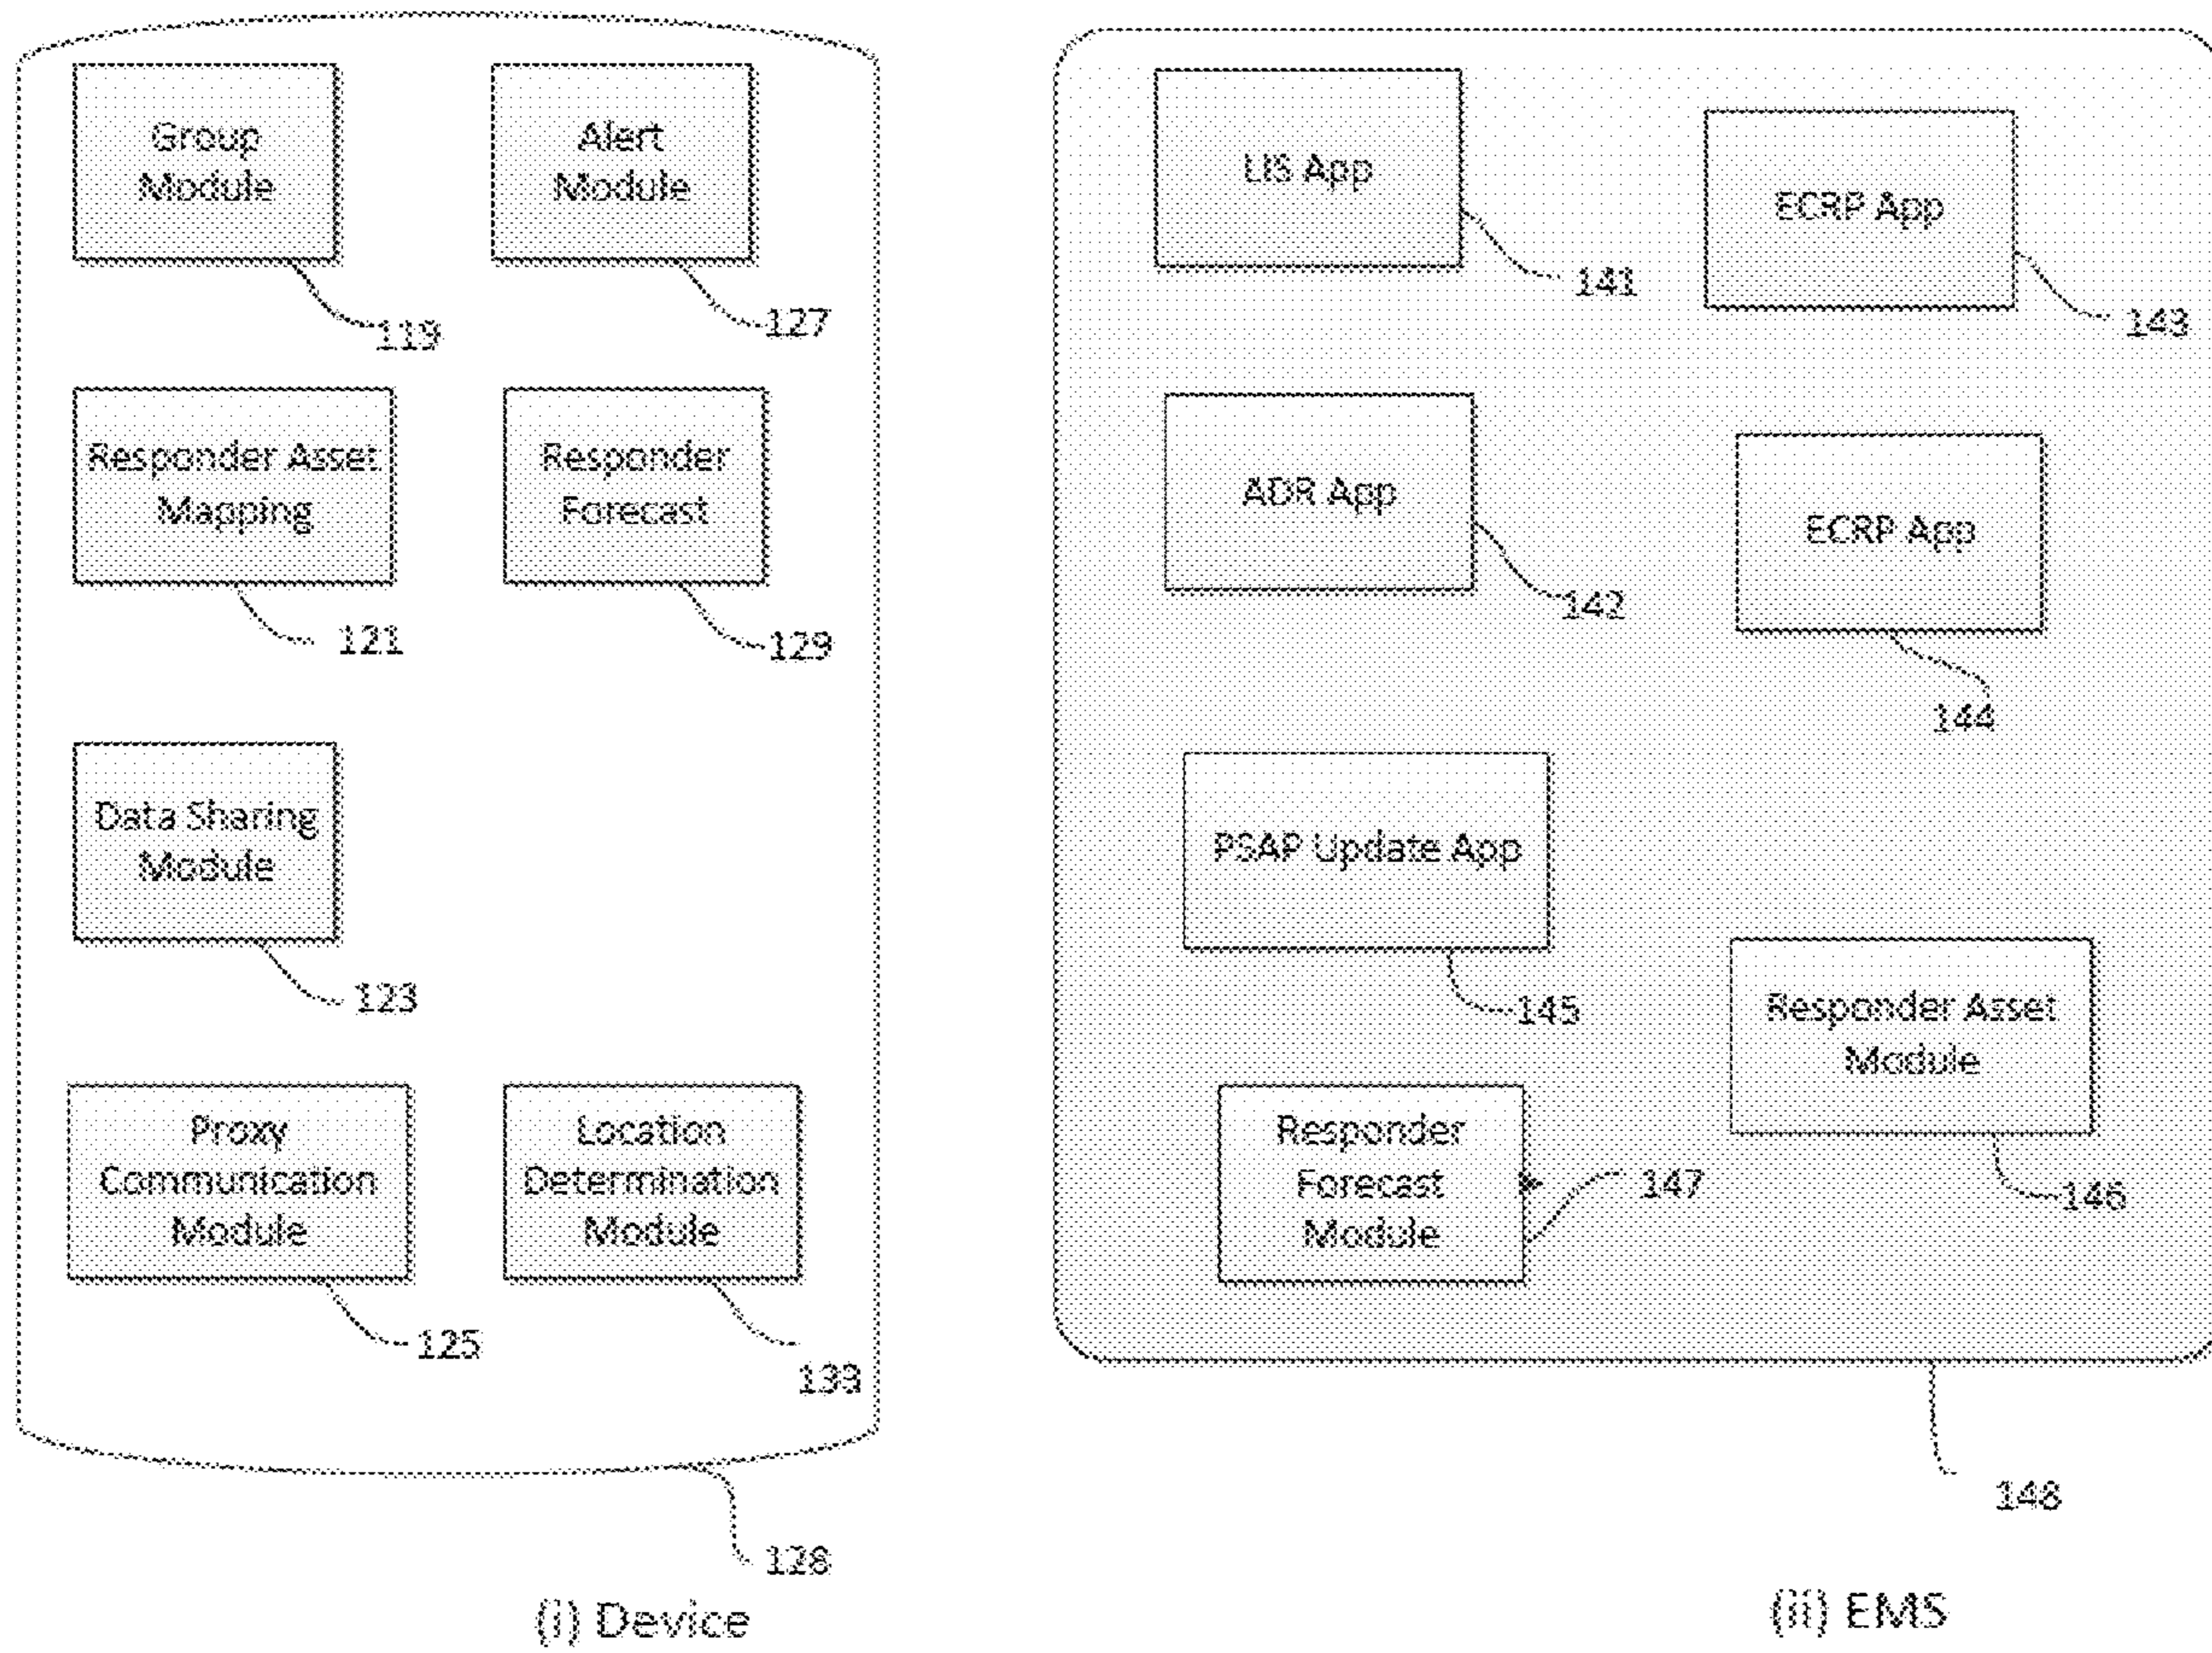 Group
Module
119
Alert
Module
127
Responder Asset
Mapping
121
Responder
Forecast
129
Data Sharing
Module
123
Proxy
Communication
Module
125
Location
Determination
Module
133
128
(i) Device
LIS App
141
ECRP App
143
ADR App
142
ECRP App
144
PSAP Update App
145
Responder Asset
Module
146
Responder
Forecast
Module
147
148
(ii) EMS